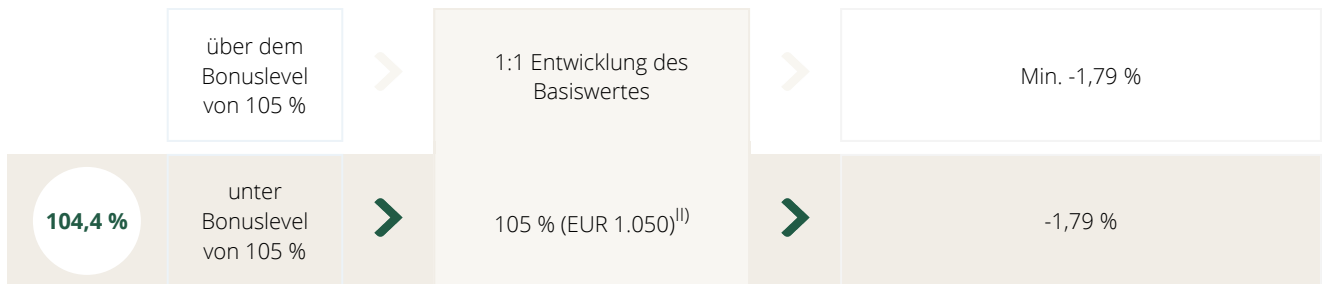 über dem
Bonuslevel
von 105 %
1:1 Entwicklung des
Basiswertes
Min. -1,79 %
104,4 %
unter
Bonuslevel
von 105 %
105 % (EUR 1.050)II)
-1,79 %